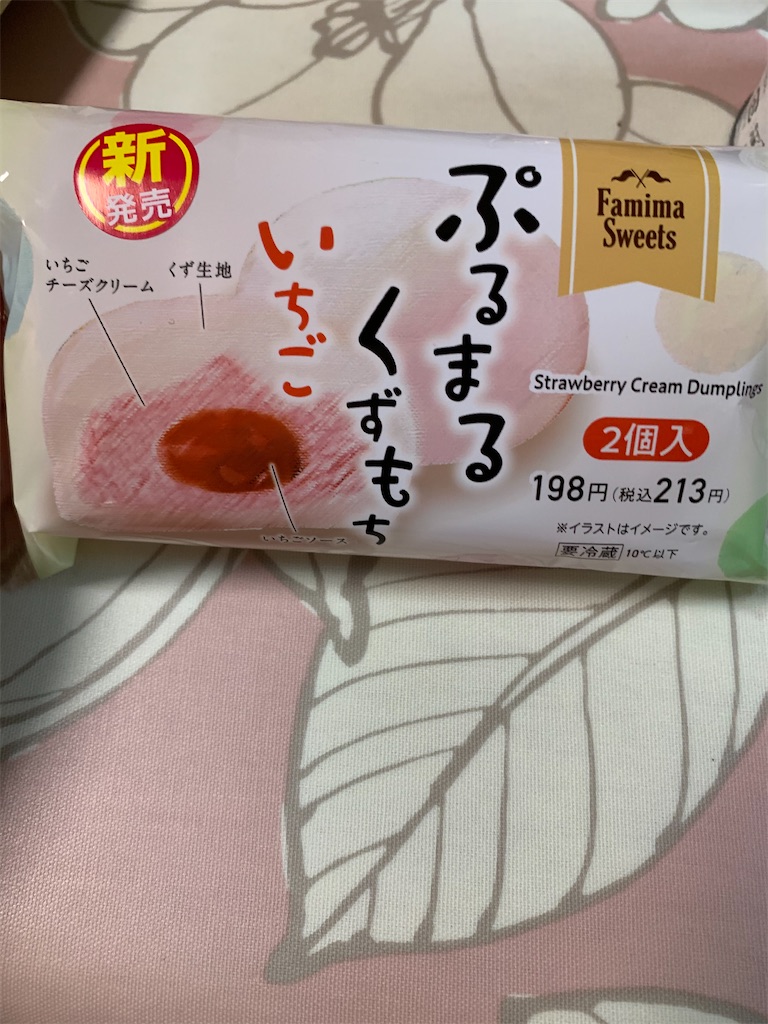 新
発売
いちご
チーズクリーム
くず生地
いちご
ぷるまる
くずもち
いちごソース
Famima
Sweets
Strawberry Cream Dumplings
2個入
198円(税込213円)
※イラストはイメージです。
要冷蔵 10℃以下